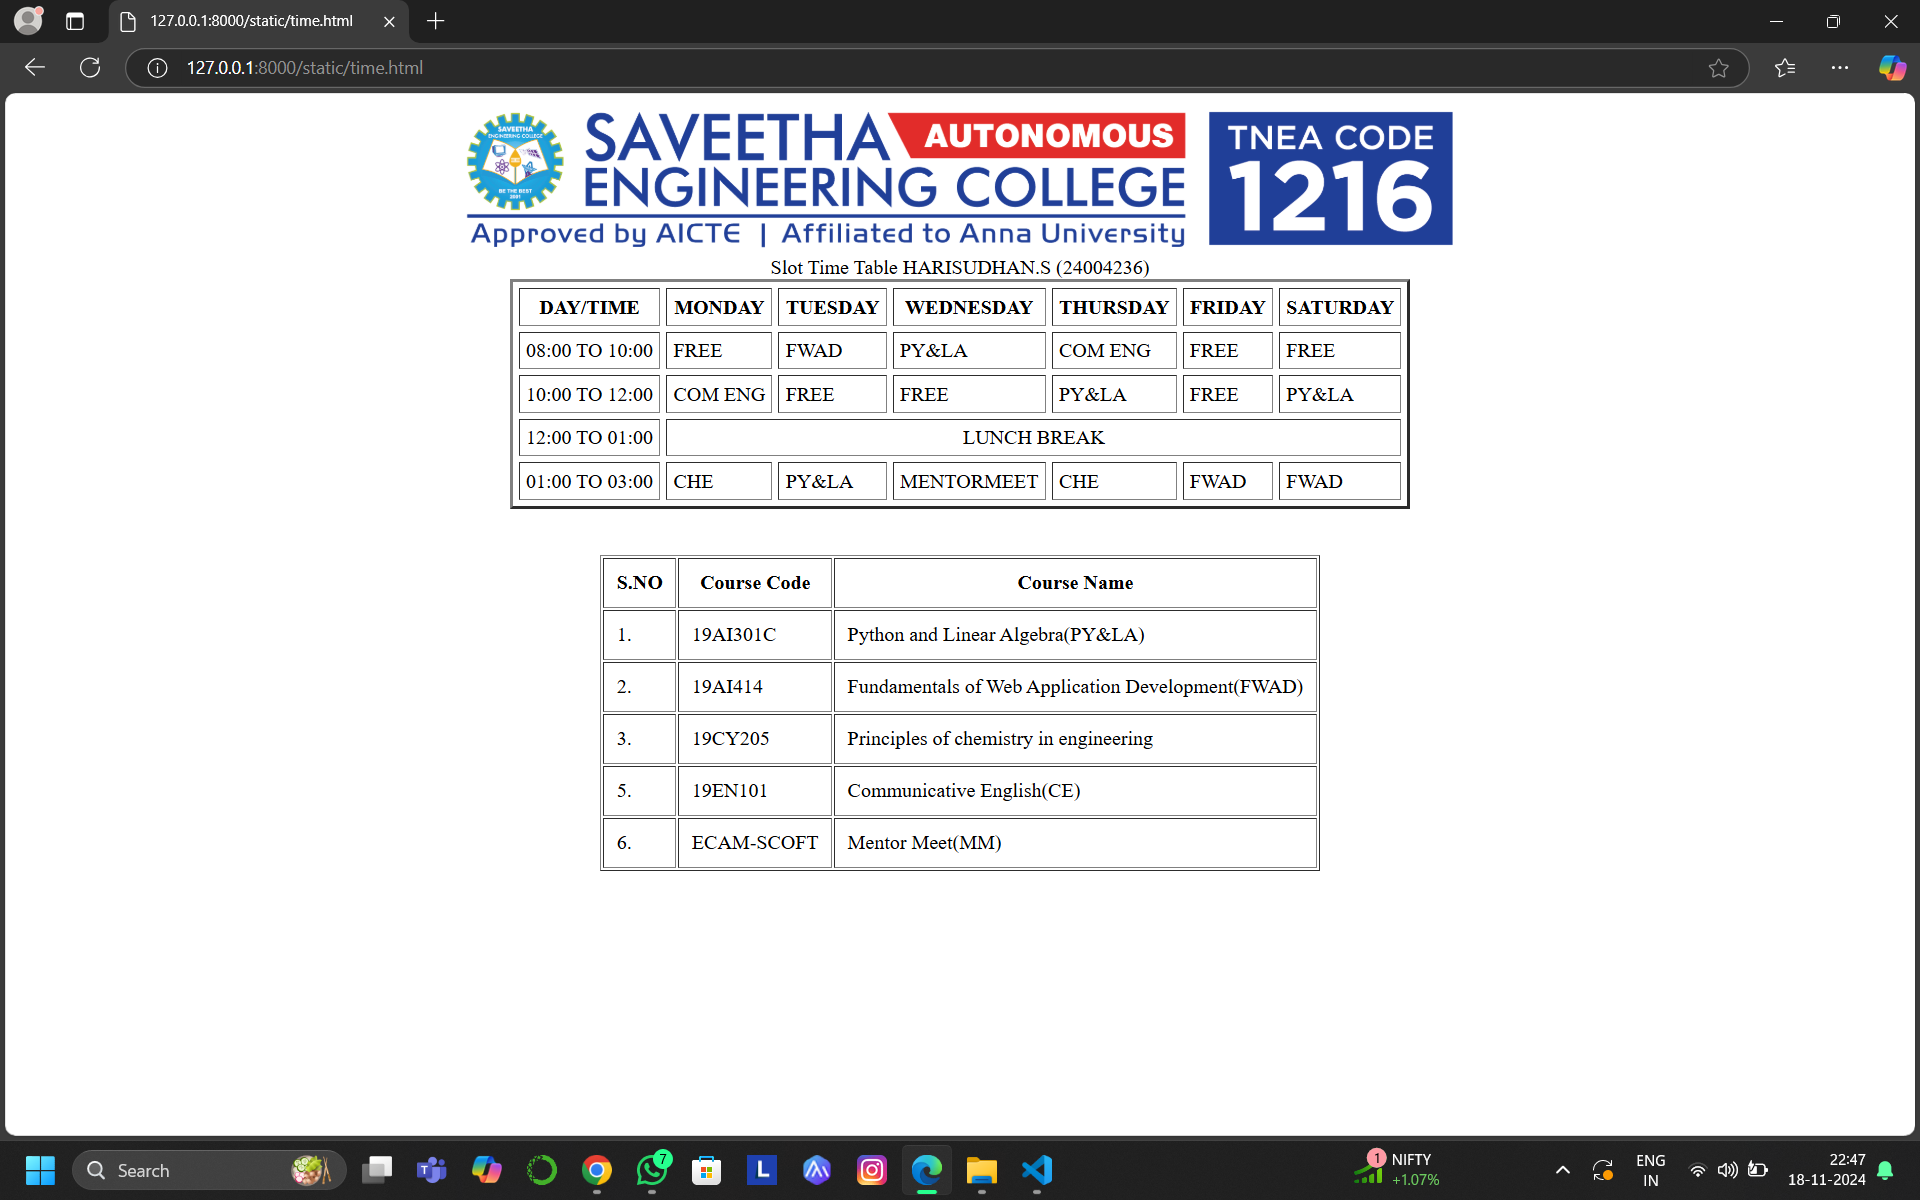 127.0.0.1:8000/static/time.html
127.0.0.1:8000/static/time.html
SAVEETHA
ENGINEERING COLLEGE
BE THE BEST
2001
SAVEETHA AUTONOMOUS
ENGINEERING COLLEGE
Approved by AICTE | Affiliated to Anna University
TNEA CODE
1216
Slot Time Table HARISUDHAN.S (24004236)
DAY/TIME MONDAY TUESDAY WEDNESDAY THURSDAY FRIDAY SATURDAY
08:00 TO 10:00 FREE FWAD PY&LA COM ENG FREE FREE
10:00 TO 12:00 COM ENG FREE FREE PY&LA FREE PY&LA
12:00 TO 01:00 LUNCH BREAK
01:00 TO 03:00 CHE PY&LA MENTORMEET CHE FWAD FWAD
S.NO Course Code Course Name
1. 19AI301C Python and Linear Algebra(PY&LA)
2. 19AI414 Fundamentals of Web Application Development(FWAD)
3. 19CY205 Principles of chemistry in engineering
5. 19EN101 Communicative English(CE)
6. ECAM-SCOFT Mentor Meet(MM)
Search
7
L
1
NIFTY
+1.07%
ENG
IN
22:47
18-11-2024